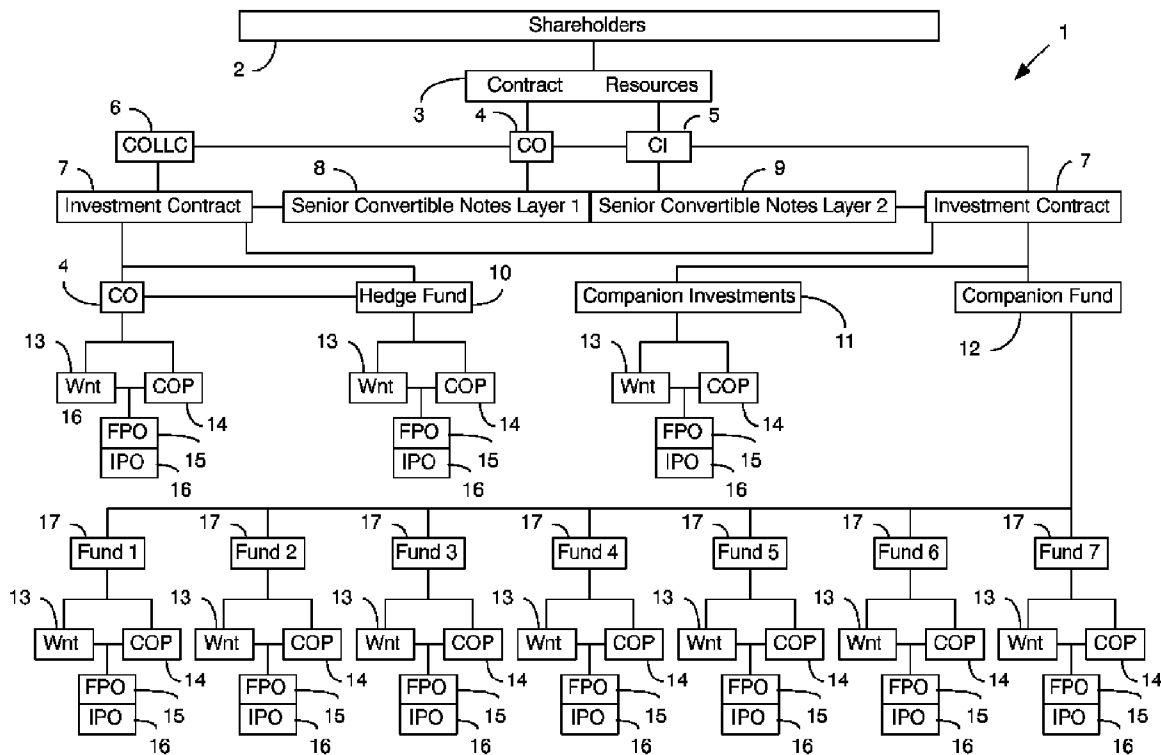 Shareholders
1
2
Contract Resources
3
6
4
5
COLLC
CO
CI
7
8
9
7
Investment Contract
Senior Convertible Notes Layer 1
Senior Convertible Notes Layer 2
Investment Contract
4
10
CO
Hedge Fund
Companion Investments
Companion Fund
11
12
13
13
13
Wnt
COP
Wnt
COP
Wnt
COP
16
14
14
14
FPO
FPO
FPO
15
15
15
IPO
IPO
IPO
16
16
16
17
17
17
17
17
17
17
Fund 1
Fund 2
Fund 3
Fund 4
Fund 5
Fund 6
Fund 7
13
13
13
13
13
13
13
Wnt
COP
Wnt
COP
Wnt
COP
Wnt
COP
Wnt
COP
Wnt
COP
Wnt
COP
14
14
14
14
14
14
14
FPO
FPO
FPO
FPO
FPO
FPO
FPO
15
15
15
15
15
15
15
IPO
IPO
IPO
IPO
IPO
IPO
IPO
16
16
16
16
16
16
16